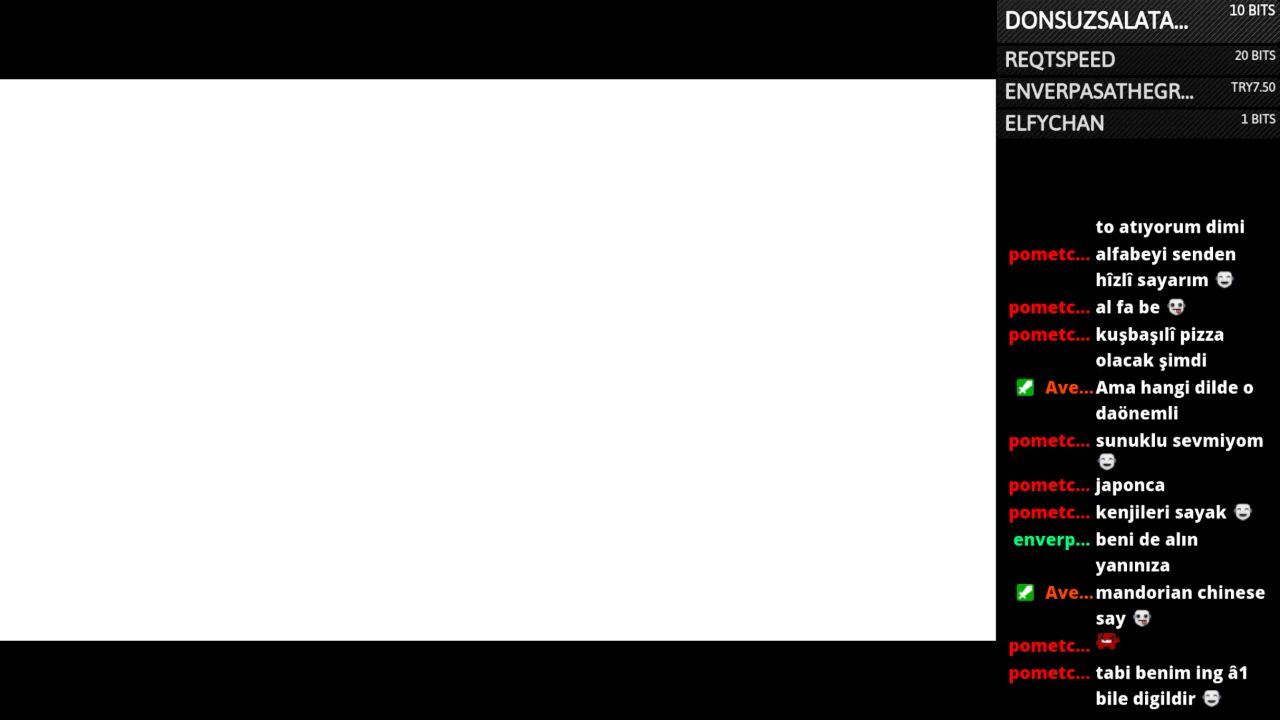 DONSUZSALATA... 10 BITS
REQTSPEED 20 BITS
ENVERPASATHEGR... TRY7.50
ELFYCHAN 1 BITS
to atıyorum dimi
pometc... alfabeyi senden
hîzlî sayarım
pometc... al fa be
pometc... kuşbaşılî pizza
olacak şimdi
Ave... Ama hangi dilde o
daönemli
pometc... sunuklu sevmiyom
pometc... japonca
pometc... kenjileri sayak
enverp... beni de alın
yanınıza
Ave... mandorian chinese
say
pometc...
pometc... tabi benim ing â1
bile digildir